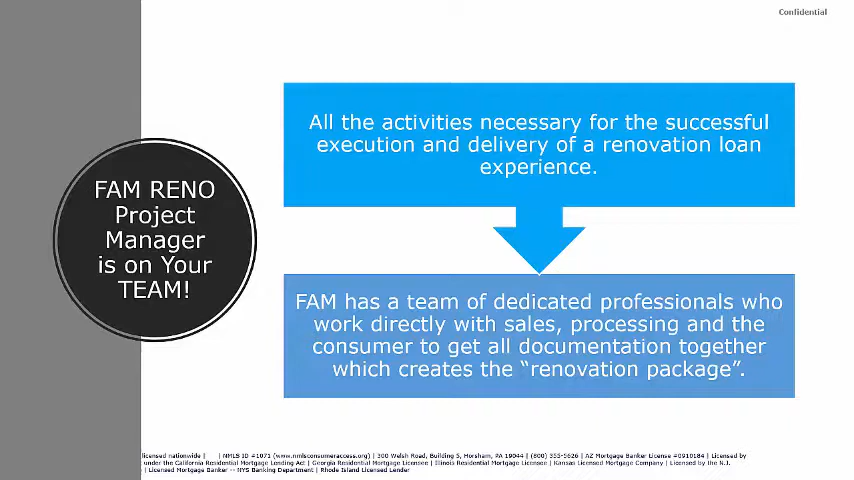 Confidential
FAM RENO
Project
Manager
is on Your
TEAM!
All the activities necessary for the successful
execution and delivery of a renovation loan
experience.
FAM has a team of dedicated professionals who
work directly with sales, processing and the
consumer to get all documentation together
which creates the “renovation package”.
licensed nationwide | | NMLS ID #1071 (www.nmlsconsumeraccess.org) | 300 Welsh Road, Building 5, Horsham, PA 19044 | (800) 355-5626 | AZ Mortgage Banker License #0910184 | Licensed by
under the California Residential Mortgage Lending Act | Georgia Residential Mortgage Licensee | Illinois Residential Mortgage Licensee | Kansas Licensed Mortgage Company | Licensed by the N.J.
| Licensed Mortgage Banker -- NYS Banking Department | Rhode Island Licensed Lender